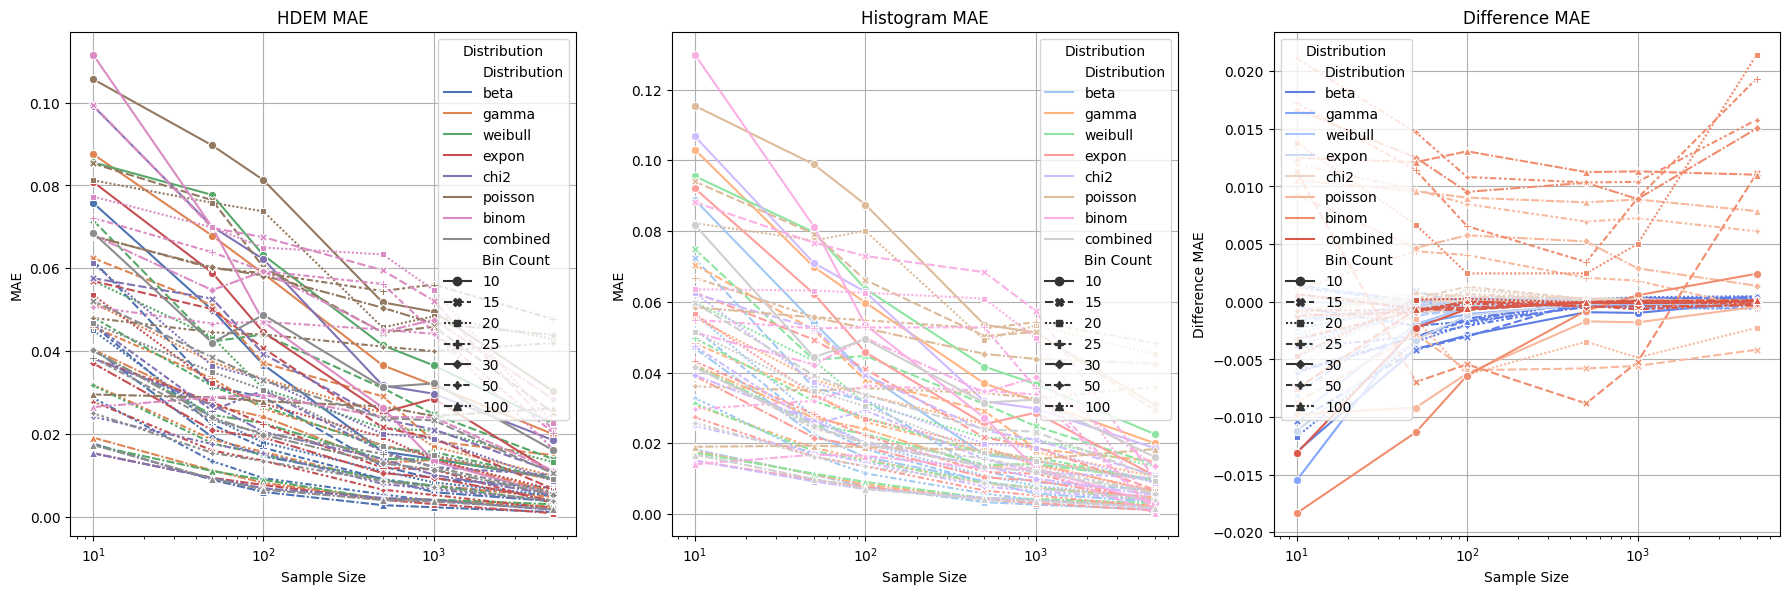 HDEM MAE
MAE
0.10
0.08
0.06
0.04
0.02
0.00
10¹
10²
10³
Sample Size
Distribution
Distribution
beta
gamma
weibull
expon
chi2
poisson
binom
combined
Bin Count
10
15
20
25
30
50
100
Histogram MAE
MAE
0.12
0.10
0.08
0.06
0.04
0.02
0.00
10¹
10²
10³
Sample Size
Distribution
Distribution
beta
gamma
weibull
expon
chi2
poisson
binom
combined
Bin Count
10
15
20
25
30
50
100
Difference MAE
Difference MAE
0.020
0.015
0.010
0.005
0.000
−0.005
−0.010
−0.015
−0.020
10¹
10²
10³
Sample Size
Distribution
Distribution
beta
gamma
weibull
expon
chi2
poisson
binom
combined
Bin Count
10
15
20
25
30
50
100